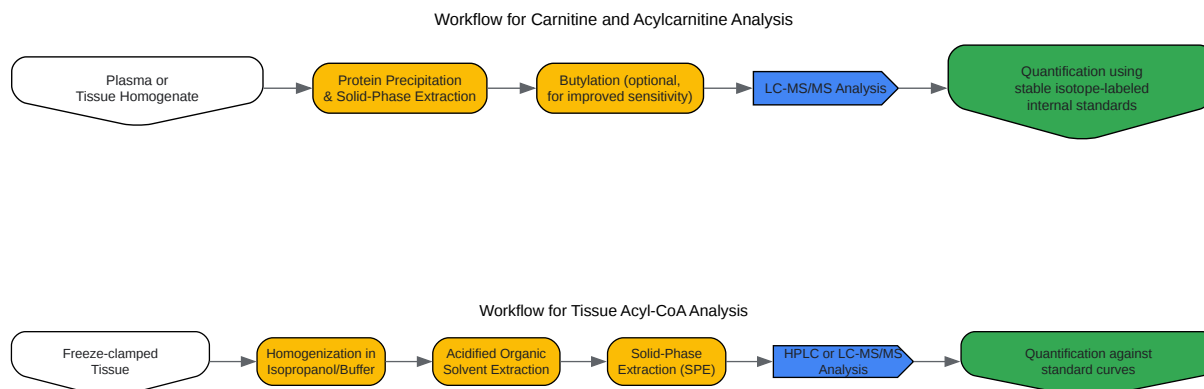 Workflow for Carnitine and Acylcarnitine Analysis
Plasma or
Tissue Homogenate
Protein Precipitation
& Solid-Phase Extraction
Butylation (optional,
for improved sensitivity)
LC-MS/MS Analysis
Quantification using
stable isotope-labeled
internal standards
Workflow for Tissue Acyl-CoA Analysis
Freeze-clamped
Tissue
Homogenization in
Isopropanol/Buffer
Acidified Organic
Solvent Extraction
Solid-Phase
Extraction (SPE)
HPLC or LC-MS/MS
Analysis
Quantification against
standard curves